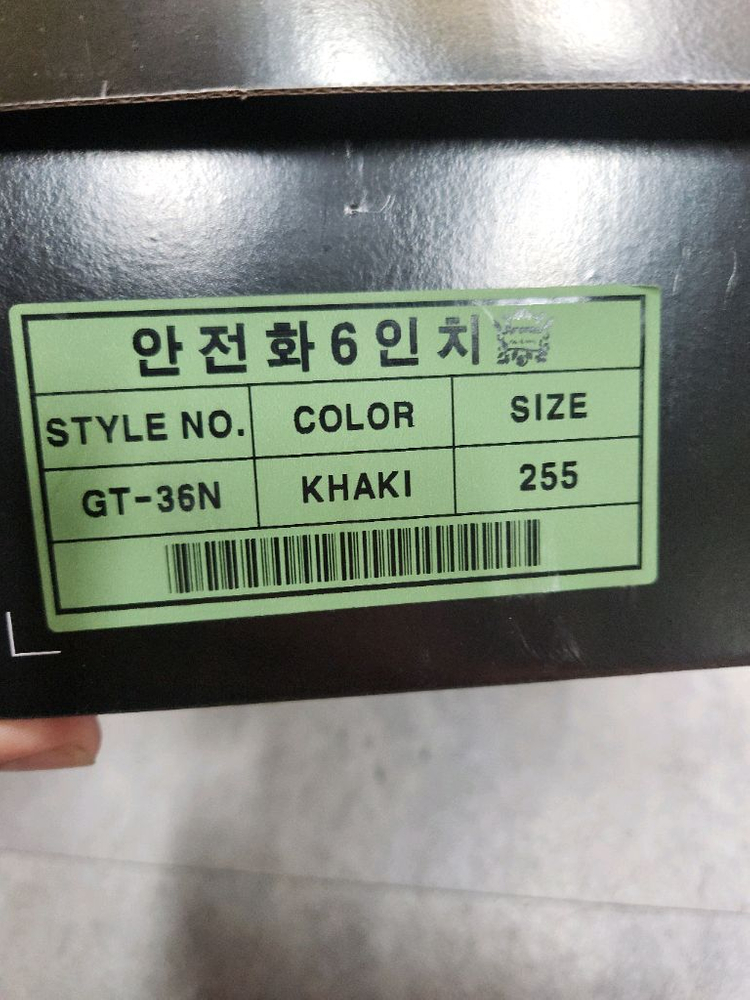 안전화6인치
STYLE NO. COLOR SIZE
GT-36N KHAKI 255